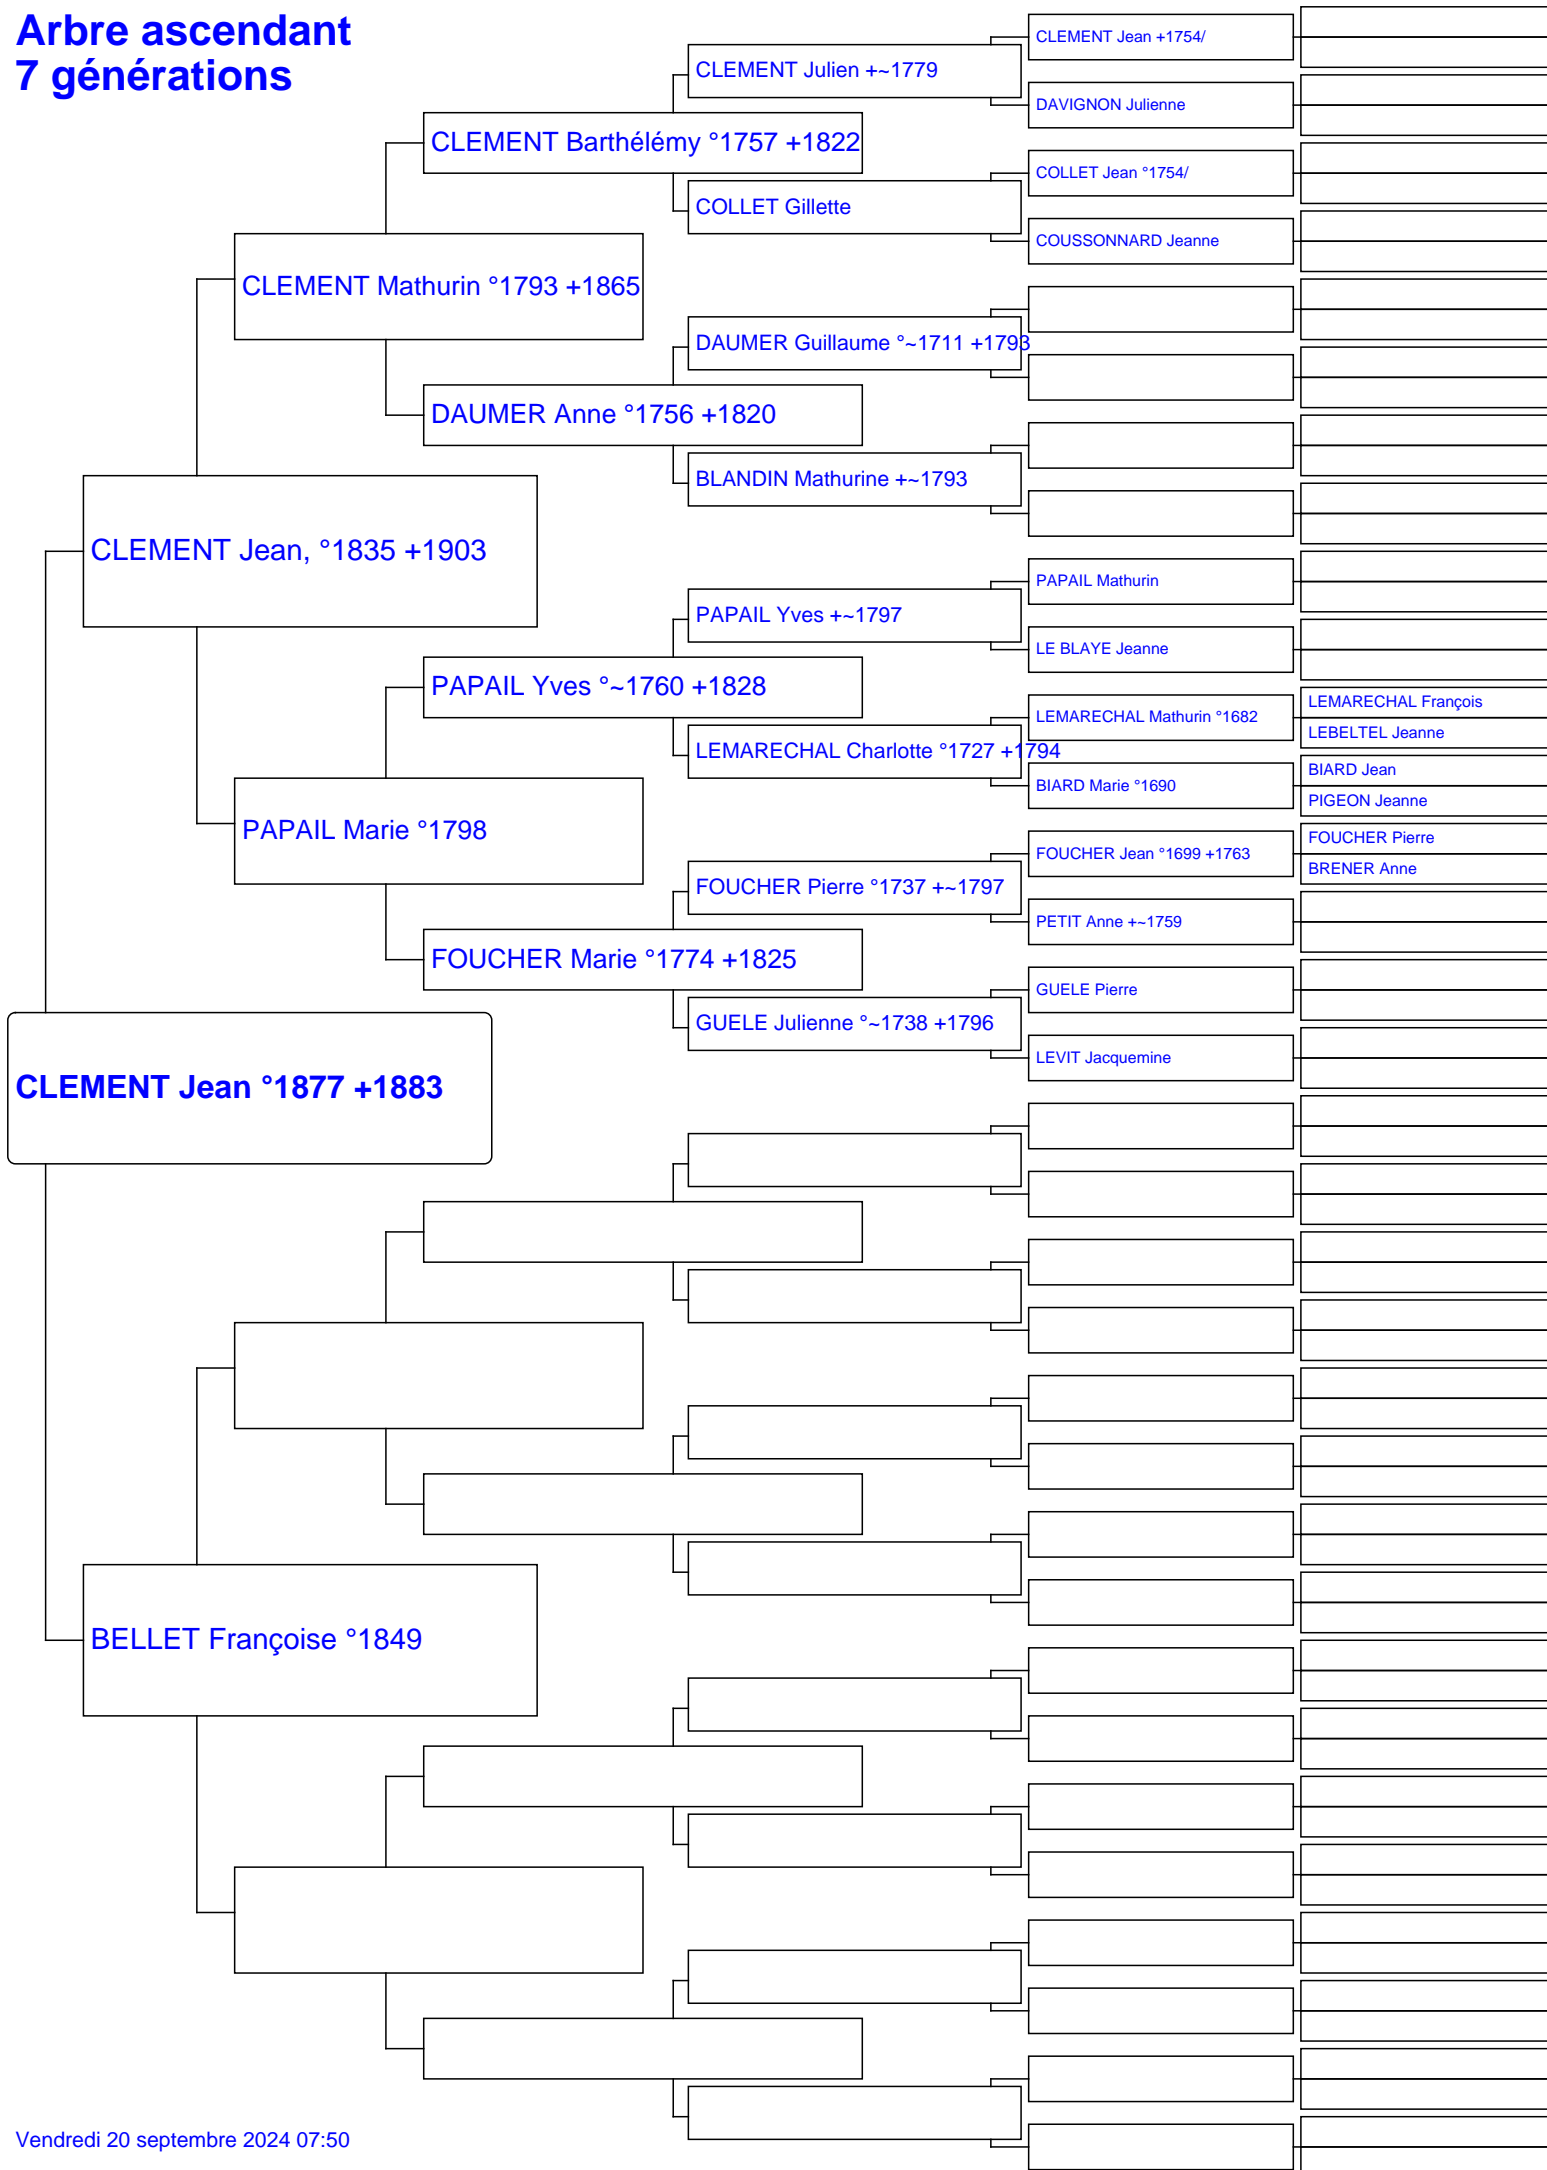 Arbre ascendant
7 générations
CLEMENT Jean °1877 +1883
CLEMENT Jean, °1835 +1903
BELLET Françoise °1849
CLEMENT Mathurin °1793 +1865
PAPAIL Marie °1798
CLEMENT Barthélémy °1757 +1822
DAUMER Anne °1756 +1820
PAPAIL Yves °~1760 +1828
FOUCHER Marie °1774 +1825
CLEMENT Julien +~1779
COLLET Gillette
DAUMER Guillaume °~1711 +1793
BLANDIN Mathurine +~1793
PAPAIL Yves +~1797
LEMARECHAL Charlotte °1727 +1794
FOUCHER Pierre °1737 +~1797
GUELE Julienne °~1738 +1796
CLEMENT Jean +1754/
DAVIGNON Julienne
COLLET Jean °1754/
COUSSONNARD Jeanne
PAPAIL Mathurin
LE BLAYE Jeanne
LEMARECHAL Mathurin °1682
BIARD Marie °1690
FOUCHER Jean °1699 +1763
PETIT Anne +~1759
GUELE Pierre
LEVIT Jacquemine
LEMARECHAL François
LEBELTEL Jeanne
BIARD Jean
PIGEON Jeanne
FOUCHER Pierre
BRENER Anne
Vendredi 20 septembre 2024 07:50